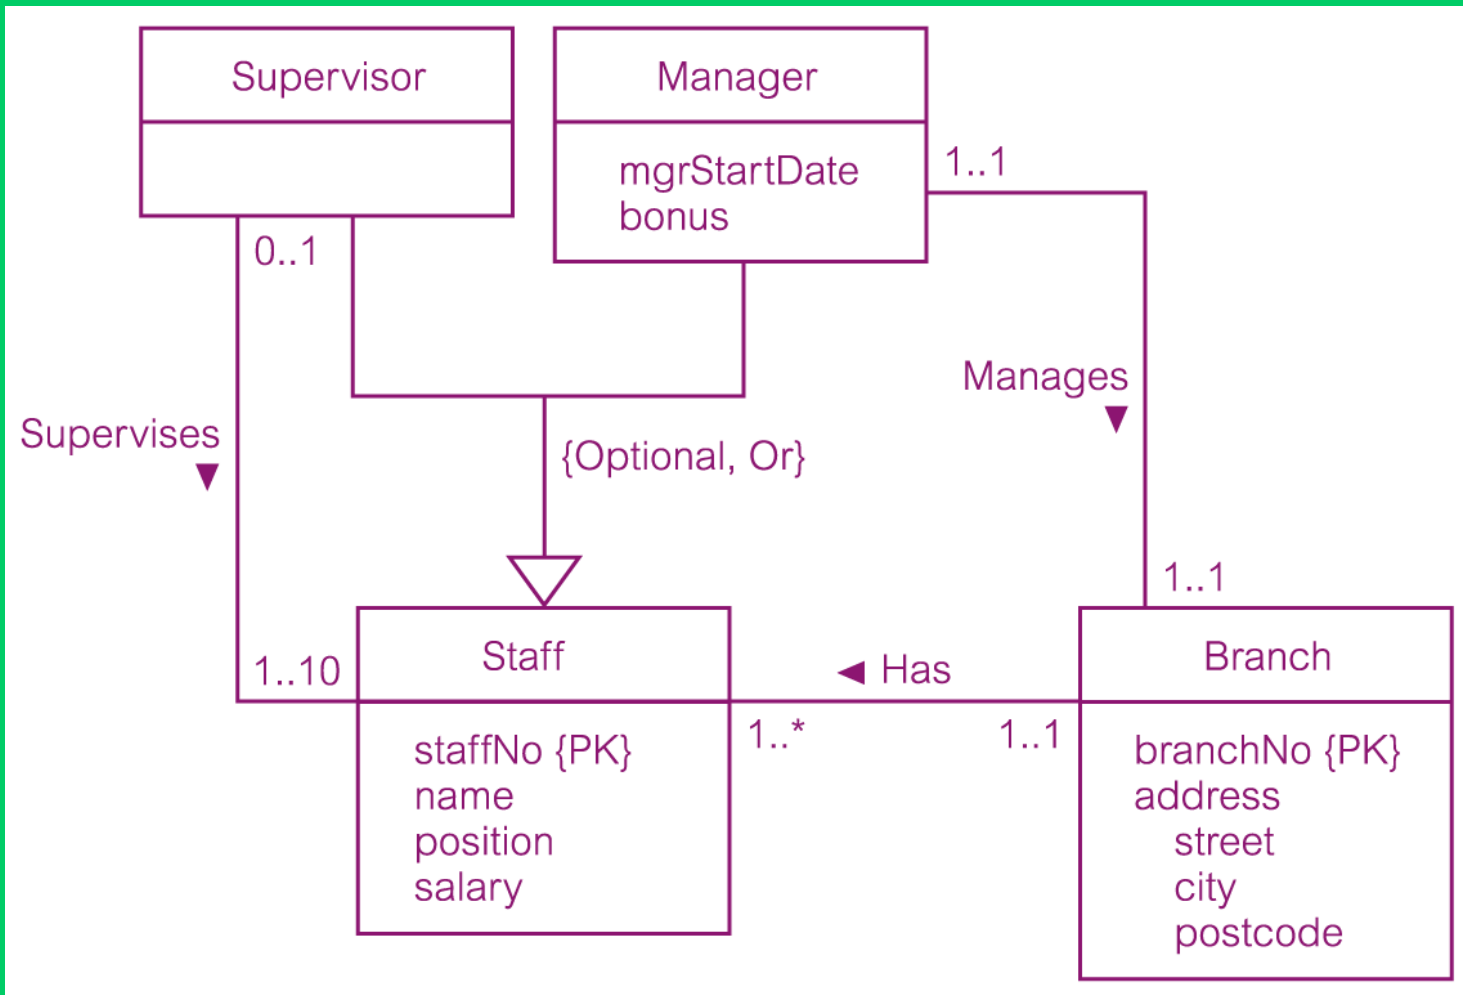 Supervisor
Manager
mgrStartDate
bonus
1..1
0..1
Manages
▼
Supervises
▼
{Optional, Or}
1..1
1..10
Staff
◀ Has
Branch
1..*
1..1
staffNo {PK}
name
position
salary
branchNo {PK}
address
street
city
postcode